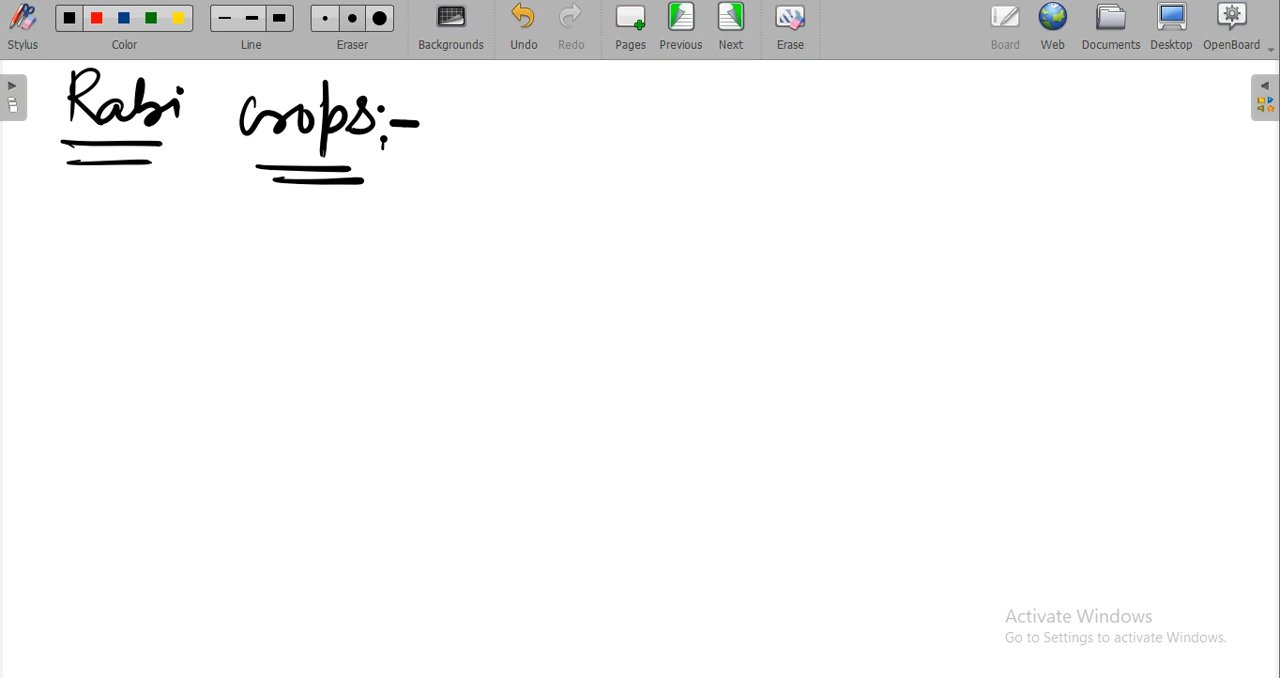 Stylus Color Line Eraser Backgrounds Undo Redo Pages Previous Next Erase Board Web Documents Desktop OpenBoard
Rabi crops:-
Activate Windows
Go to Settings to activate Windows.